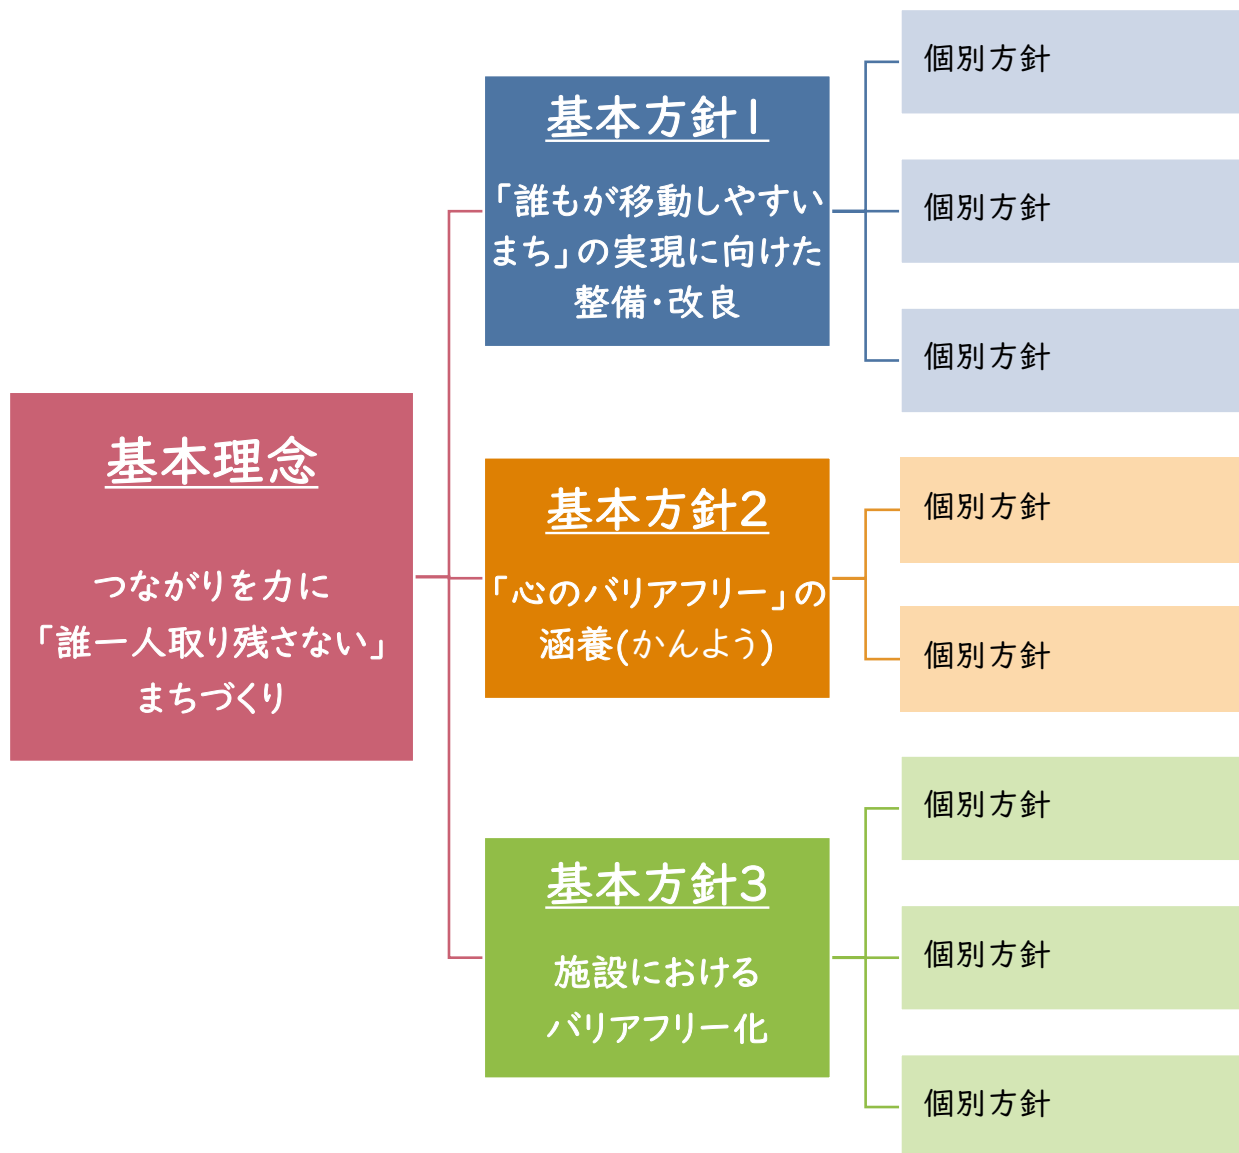 基本理念
つながりを力に
「誰一人取り残さない」
まちづくり
基本方針1
「誰もが移動しやすい
まち」の実現に向けた
整備・改良
個別方針
個別方針
個別方針
基本方針2
「心のバリアフリー」の
涵養(かんよう)
個別方針
個別方針
基本方針3
施設における
バリアフリー化
個別方針
個別方針
個別方針